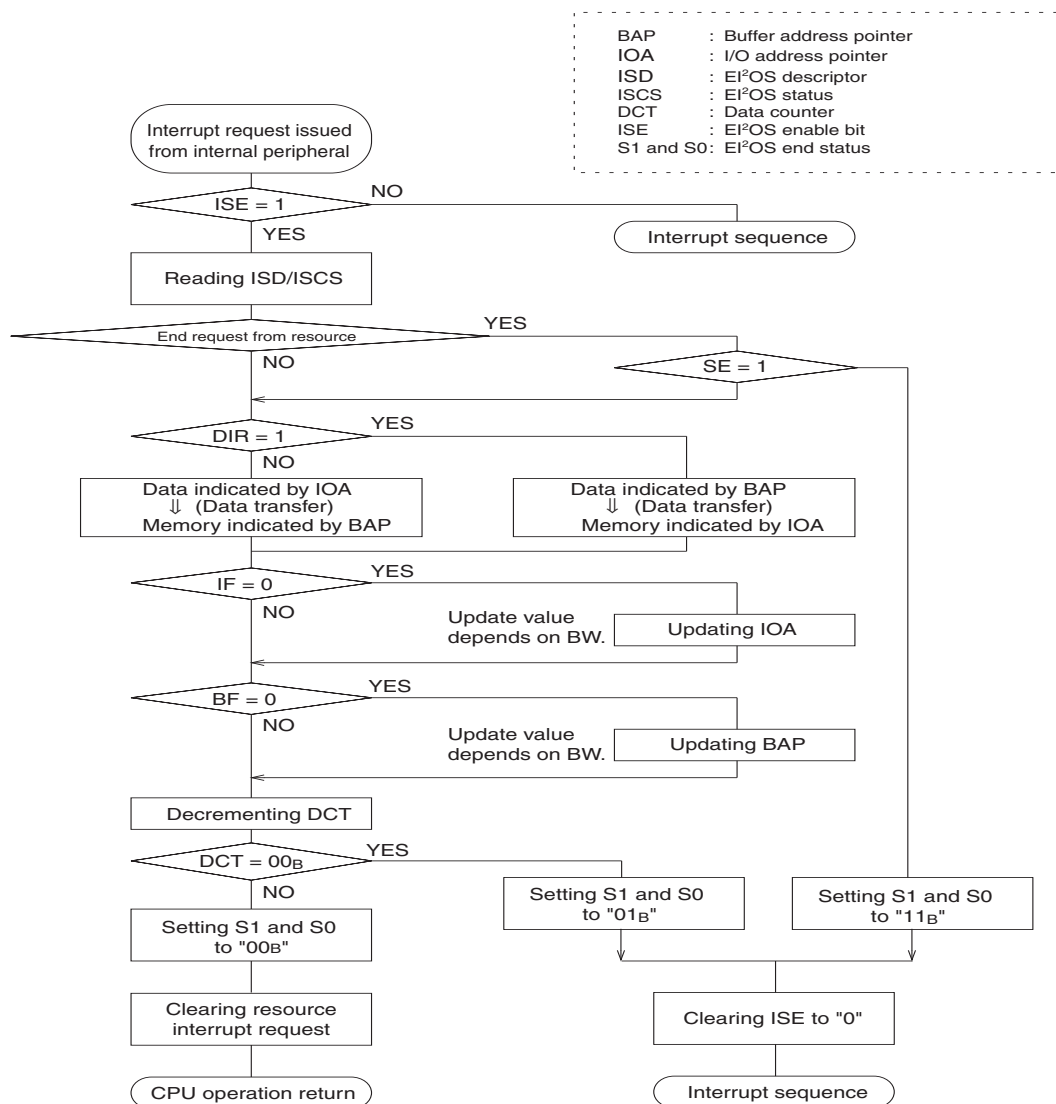 BAP : Buffer address pointer
IOA : I/O address pointer
ISD : EI²OS descriptor
ISCS : EI²OS status
DCT : Data counter
ISE : EI²OS enable bit
S1 and S0 : EI²OS end status
Interrupt request issued
from internal peripheral
ISE = 1
NO
YES
Interrupt sequence
Reading ISD/ISCS
End request from resource
YES
NO
SE = 1
DIR = 1
YES
NO
Data indicated by IOA
⇓ (Data transfer)
Memory indicated by BAP
Data indicated by BAP
⇓ (Data transfer)
Memory indicated by IOA
IF = 0
YES
NO
Update value
depends on BW.
Updating IOA
BF = 0
YES
NO
Update value
depends on BW.
Updating BAP
Decrementing DCT
DCT = 00B
YES
NO
Setting S1 and S0
to "01B"
Setting S1 and S0
to "11B"
Setting S1 and S0
to "00B"
Clearing resource
interrupt request
Clearing ISE to "0"
CPU operation return
Interrupt sequence